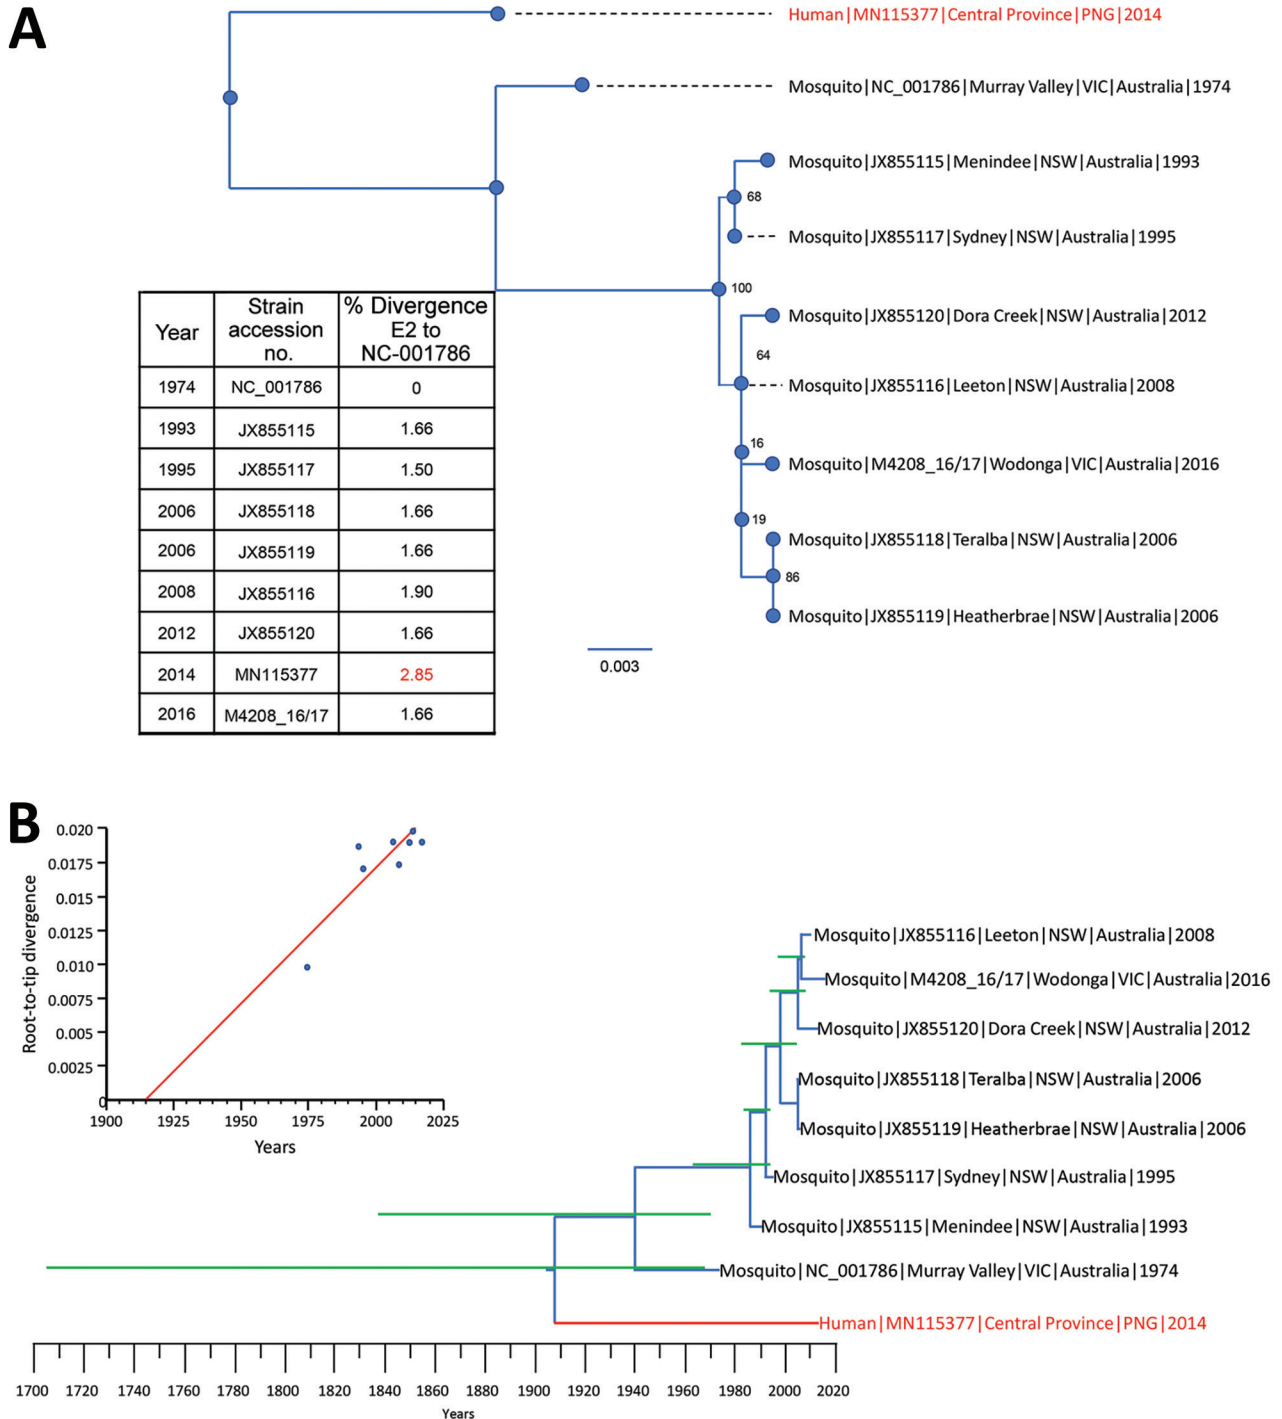 A
Human|MN115377|Central Province|PNG|2014
Mosquito|NC_001786|Murray Valley|VIC|Australia|1974
Mosquito|JX855115|Menindee|NSW|Australia|1993
68
Mosquito|JX855117|Sydney|NSW|Australia|1995
100
Mosquito|JX855120|Dora Creek|NSW|Australia|2012
64
Mosquito|JX855116|Leeton|NSW|Australia|2008
16
Mosquito|M4208_16/17|Wodonga|VIC|Australia|2016
19
Mosquito|JX855118|Teralba|NSW|Australia|2006
86
Mosquito|JX855119|Heatherbrae|NSW|Australia|2006
0.003
Year
Strain
accession
no.
% Divergence
E2 to
NC-001786
1974 NC_001786 0
1993 JX855115 1.66
1995 JX855117 1.50
2006 JX855118 1.66
2006 JX855119 1.66
2008 JX855116 1.90
2012 JX855120 1.66
2014 MN115377 2.85
2016 M4208_16/17 1.66
B
Root-to-tip divergence
0.020
0.0175
0.015
0.0125
0.010
0.0075
0.005
0.0025
0
1900 1925 1950 1975 2000 2025
Years
Mosquito|JX855116|Leeton|NSW|Australia|2008
Mosquito|M4208_16/17|Wodonga|VIC|Australia|2016
Mosquito|JX855120|Dora Creek|NSW|Australia|2012
Mosquito|JX855118|Teralba|NSW|Australia|2006
Mosquito|JX855119|Heatherbrae|NSW|Australia|2006
Mosquito|JX855117|Sydney|NSW|Australia|1995
Mosquito|JX855115|Menindee|NSW|Australia|1993
Mosquito|NC_001786|Murray Valley|VIC|Australia|1974
Human|MN115377|Central Province|PNG|2014
1700 1720 1740 1760 1780 1800 1820 1840 1860 1880 1900 1920 1940 1960 1980 2000 2020
Years